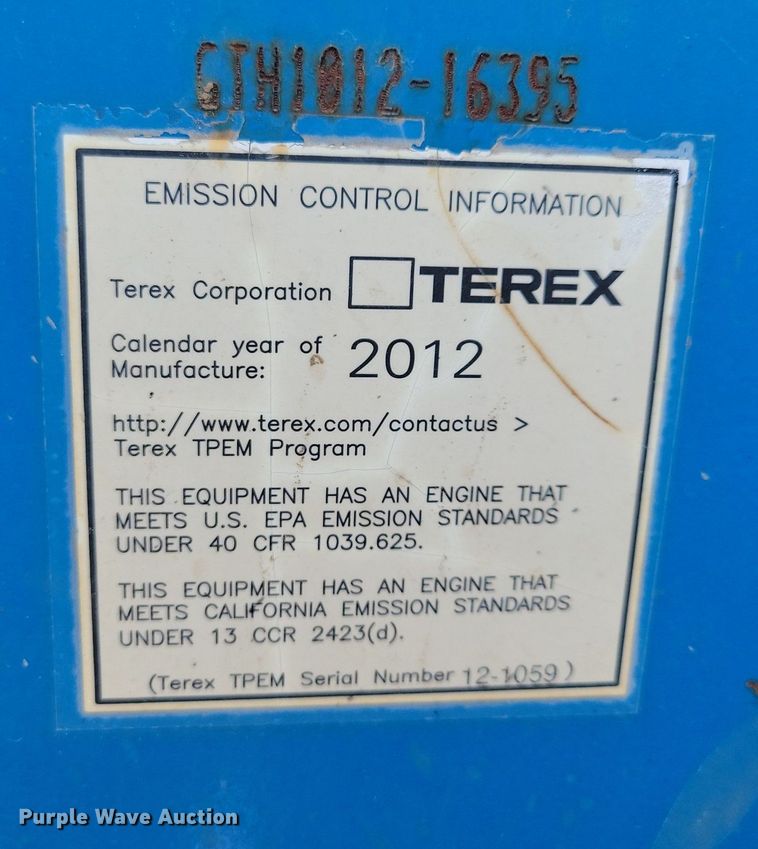 GTH1012-16395
EMISSION CONTROL INFORMATION
Terex Corporation TEREX
Calendar year of
Manufacture: 2012
http://www.terex.com/contactus >
Terex TPEM Program
THIS EQUIPMENT HAS AN ENGINE THAT
MEETS U.S. EPA EMISSION STANDARDS
UNDER 40 CFR 1039.625.
THIS EQUIPMENT HAS AN ENGINE THAT
MEETS CALIFORNIA EMISSION STANDARDS
UNDER 13 CCR 2423(d).
(Terex TPEM Serial Number 12-1059)
Purple Wave Auction